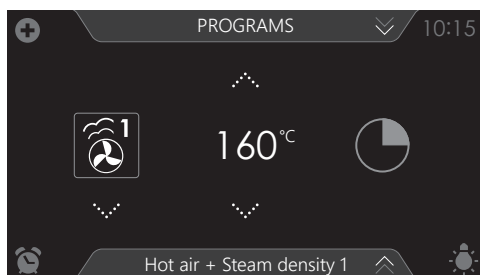 PROGRAMS
10:15
1
160°C
Hot air + Steam density 1